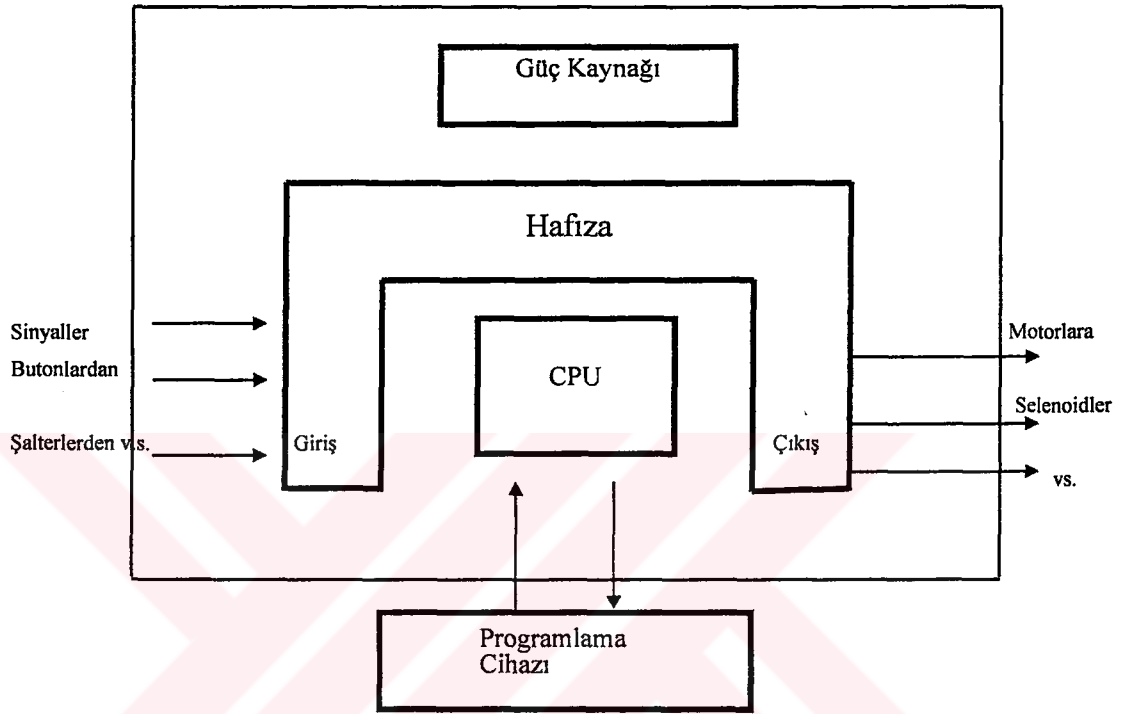 Güç Kaynağı
Hafıza
Sinyaller
Butonlardan
Şalterlerden v.s.
Giriş
CPU
Çıkış
Motorlara
Selenoidler
vs.
Programlama
Cihazı